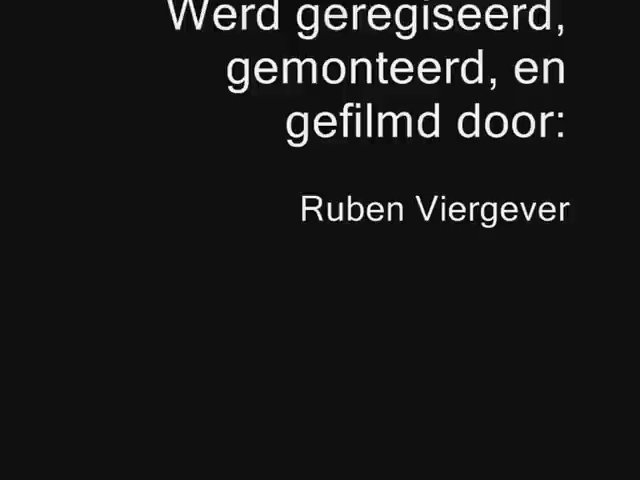 Werd geregiseerd,
gemonteerd, en
gefilmd door:
Ruben Viergever